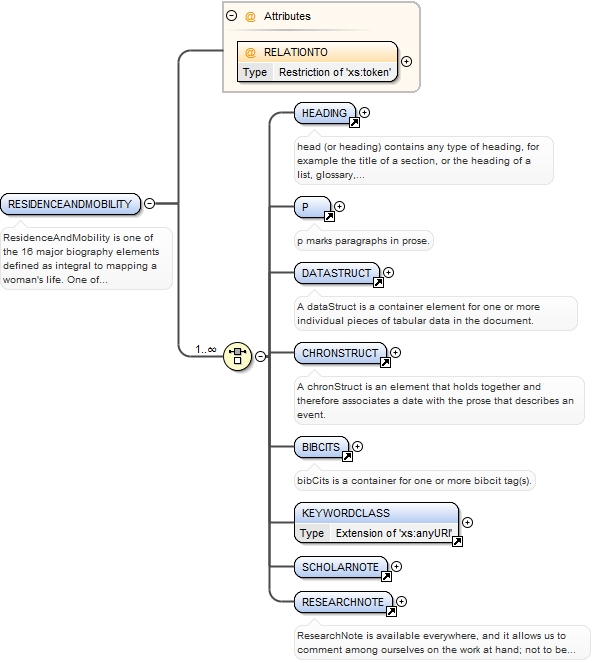 @ Attributes
@ RELATIONTO
Type Restriction of 'xs:token'
HEADING
head (or heading) contains any type of heading, for
example the title of a section, or the heading of a
list, glossary,...
RESIDENCEANDMOBILITY
ResidenceAndMobility is one of
the 16 major biography elements
defined as integral to mapping a
woman's life. One of...
P
p marks paragraphs in prose.
DATASTRUCT
A dataStruct is a container element for one or more
individual pieces of tabular data in the document.
1..∞
CHRONSTRUCT
A chronStruct is an element that holds together and
therefore associates a date with the prose that describes an
event.
BIBCITS
bibCits is a container for one or more bibcit tag(s).
KEYWORDCLASS
Type Extension of 'xs:anyURI'
SCHOLARNOTE
RESEARCHNOTE
ResearchNote is available everywhere, and it allows us to
comment among ourselves on the work at hand; not to be...